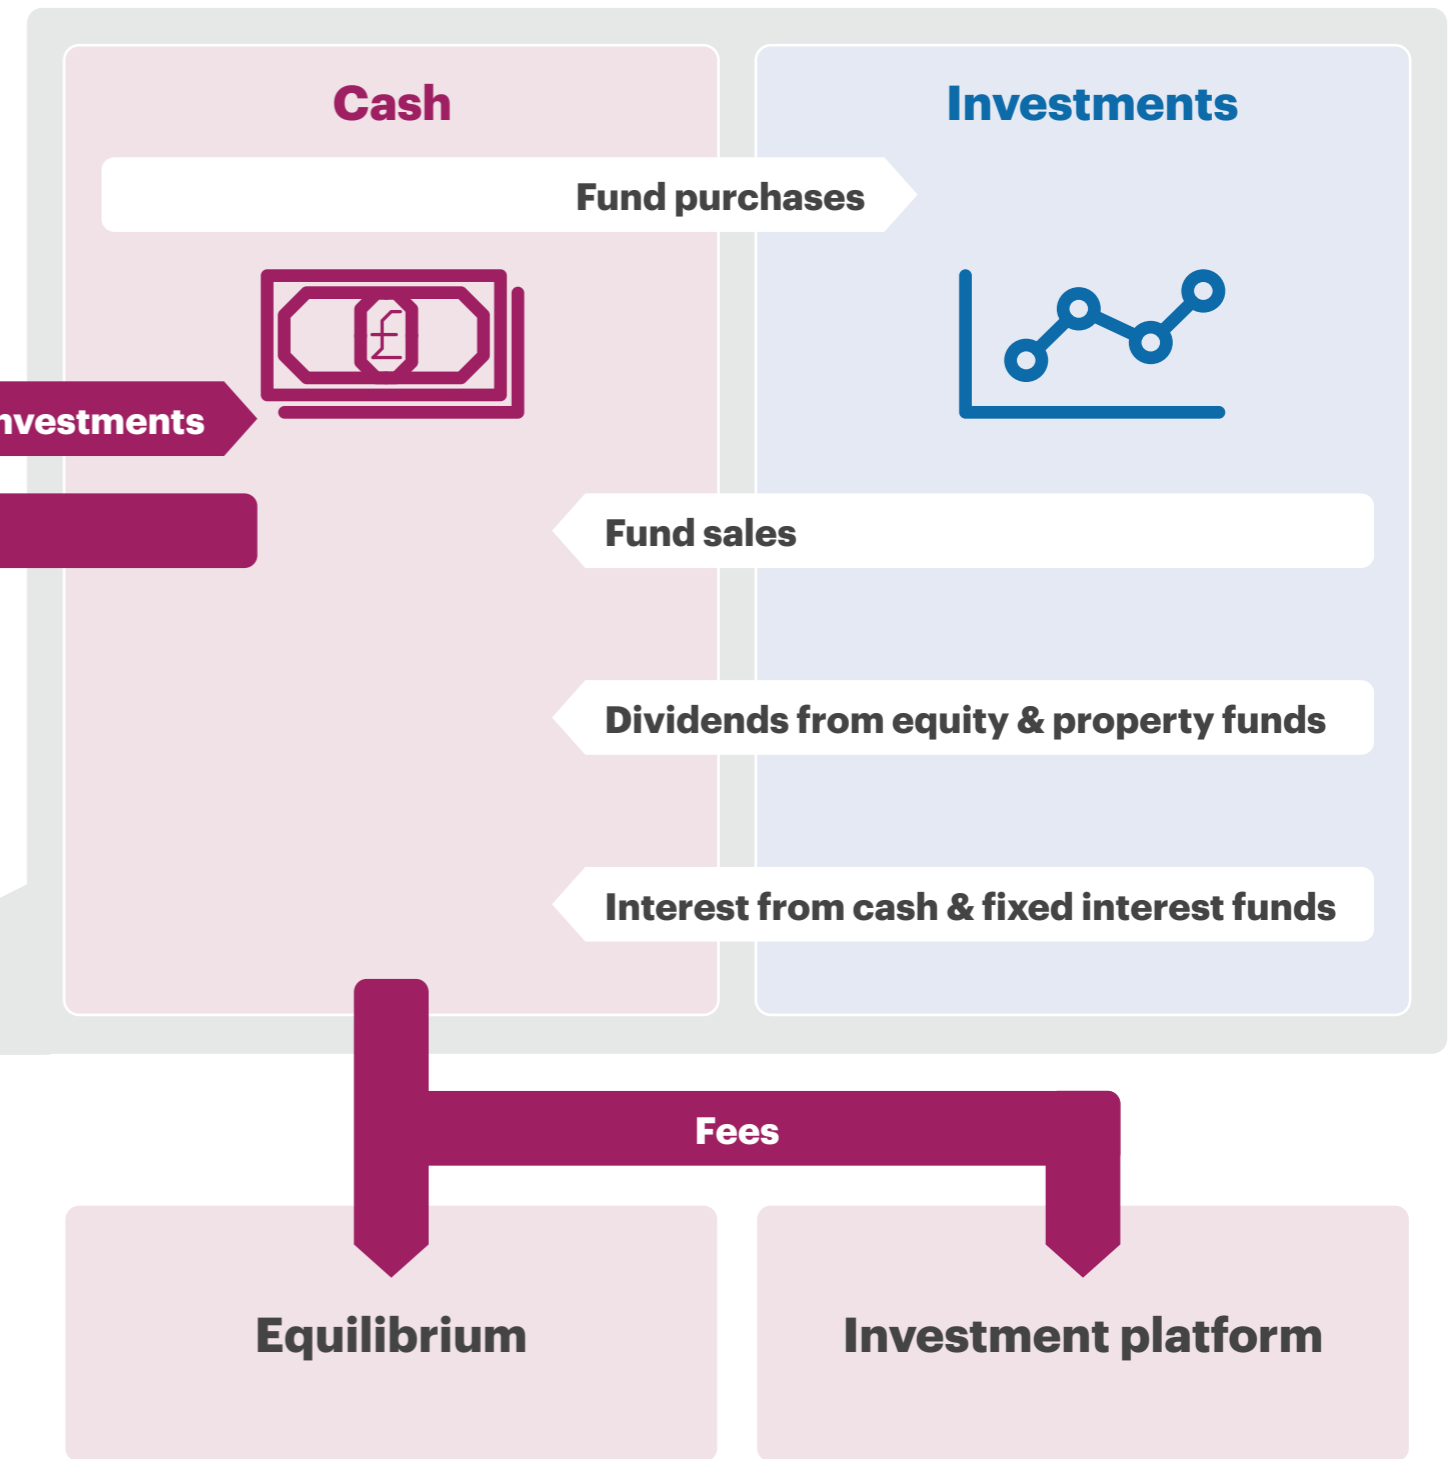 Cash
Investments
Fund purchases
£
nvestments
Fund sales
Dividends from equity & property funds
Interest from cash & fixed interest funds
Fees
Equilibrium
Investment platform